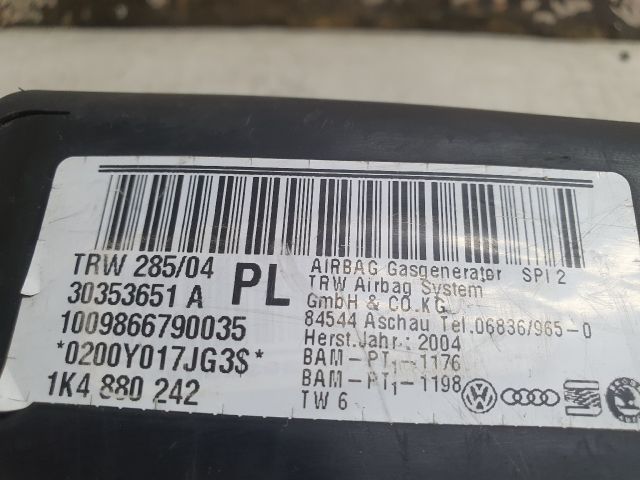 TRW 285/04
30353651 A
PL
1009866790035
*0200Y017JG3$*
1K4 880 242
AIRBAG Gasgenerator SPI 2
TRW Airbag System
GmbH & CO.KG.
84544 Aschau Tel.06836/965-0
Herst.Jahr.: 2004
BAM-PT1-1176
BAM-PT1-1198
TW 6